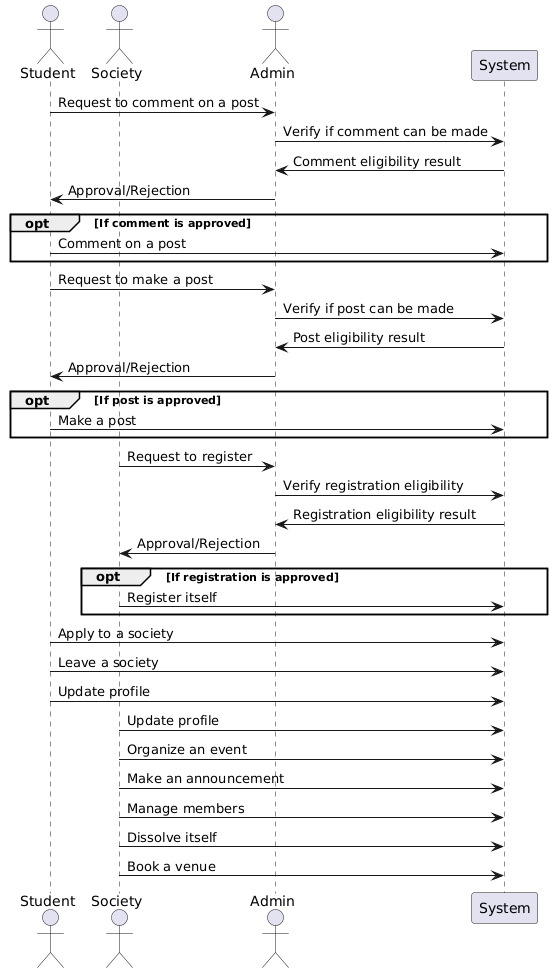 Student Society Admin System
Request to comment on a post
Verify if comment can be made
Comment eligibility result
Approval/Rejection
opt [If comment is approved]
Comment on a post
Request to make a post
Verify if post can be made
Post eligibility result
Approval/Rejection
opt [If post is approved]
Make a post
Request to register
Verify registration eligibility
Registration eligibility result
Approval/Rejection
opt [If registration is approved]
Register itself
Apply to a society
Leave a society
Update profile
Update profile
Organize an event
Make an announcement
Manage members
Dissolve itself
Book a venue
Student Society Admin System